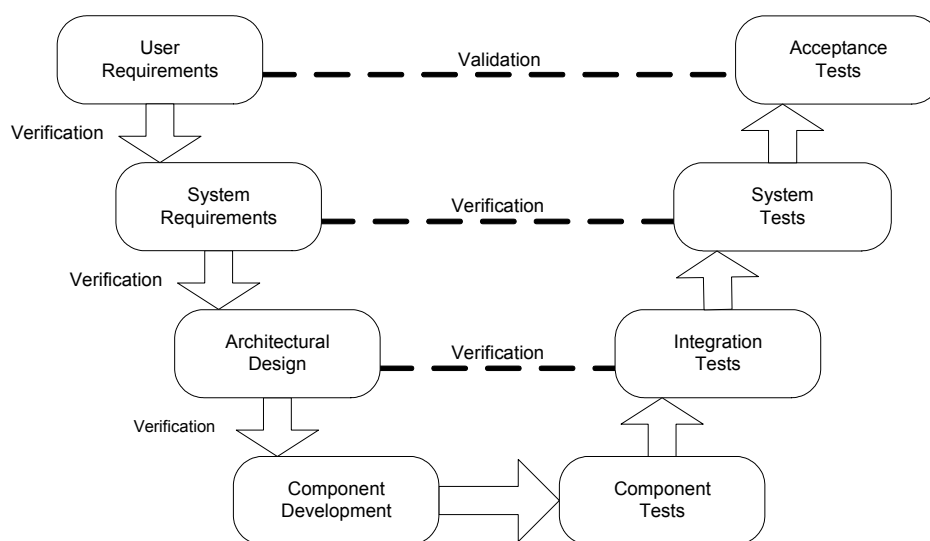 User
Requirements
Validation
Acceptance
Tests
Verification
System
Requirements
Verification
System
Tests
Verification
Architectural
Design
Verification
Integration
Tests
Verification
Component
Development
Component
Tests